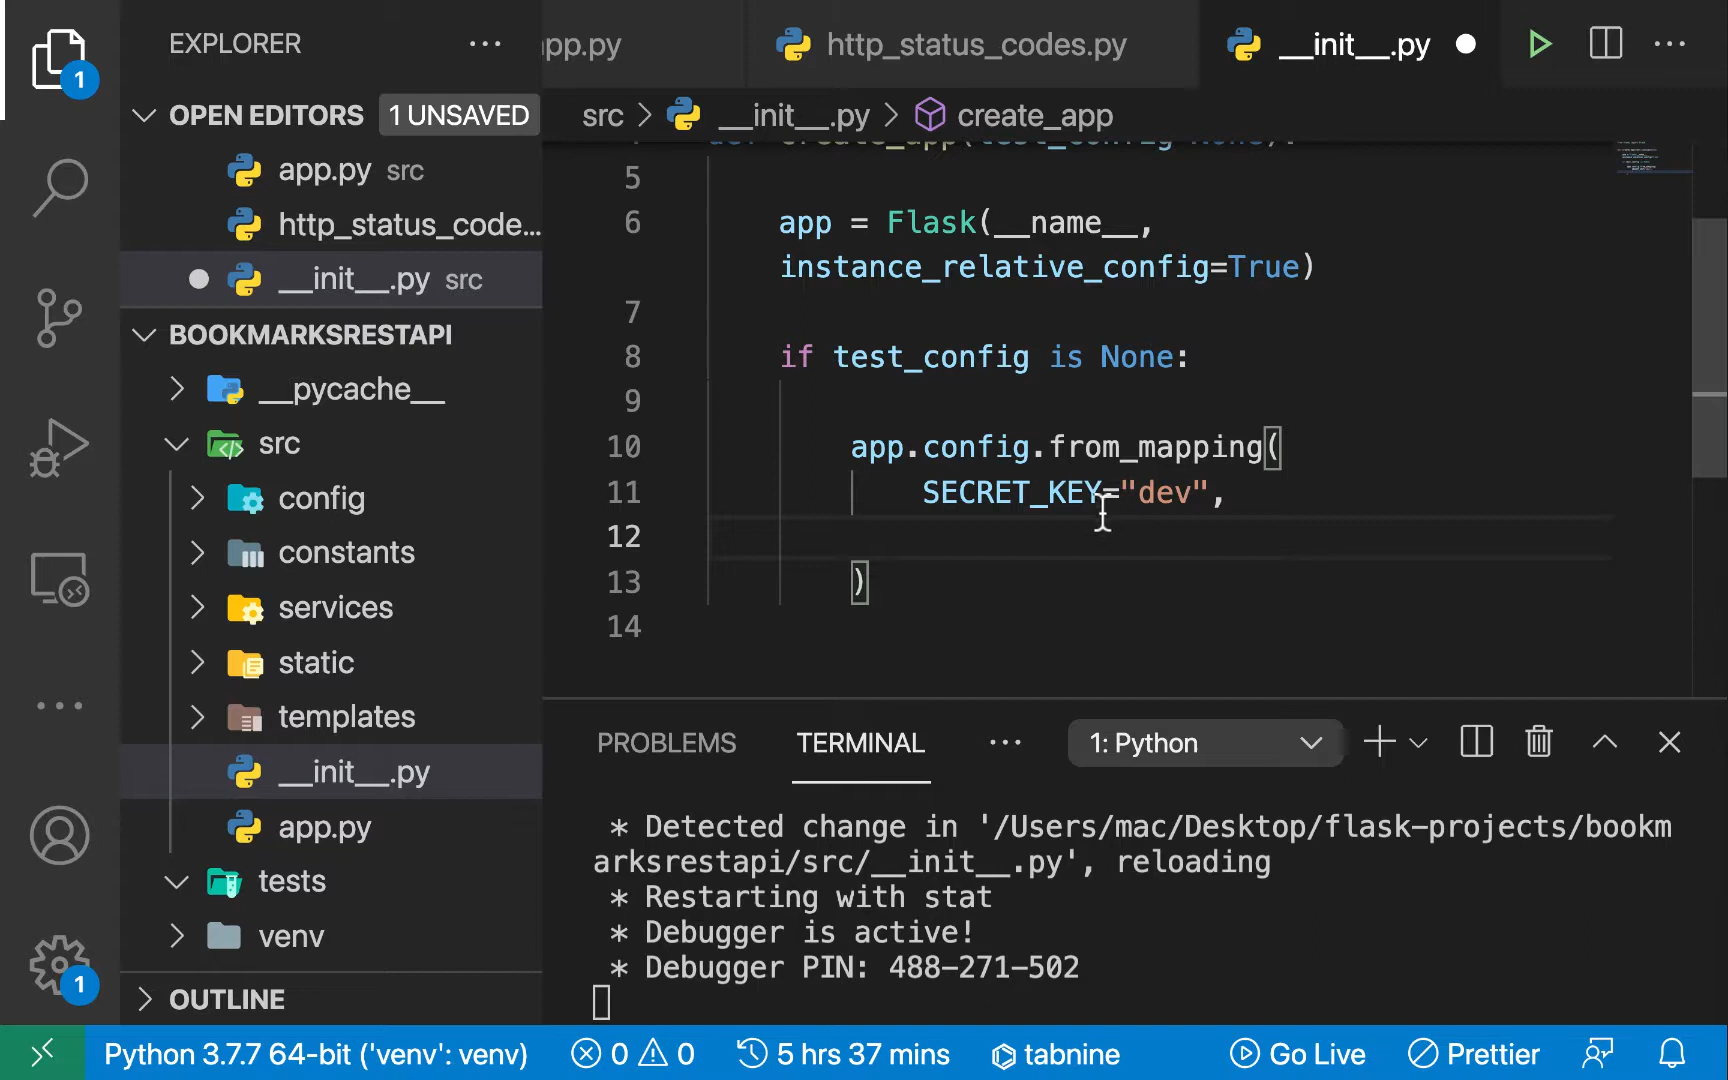 EXPLORER
pp.py
http_status_codes.py
__init__.py
OPEN EDITORS
1 UNSAVED
src
__init__.py
create_app
app.py src
http_status_code...
__init__.py src
BOOKMARKSRESTAPI
__pycache__
src
config
constants
services
static
templates
__init__.py
app.py
tests
venv
OUTLINE
def create_app(test_config=None):
5
6 app = Flask(__name__,
instance_relative_config=True)
7
8 if test_config is None:
9
10 app.config.from_mapping(
11 SECRET_KEY="dev",
12
13 )
14
PROBLEMS TERMINAL 1: Python
* Detected change in '/Users/mac/Desktop/flask-projects/bookm
arksrestapi/src/__init__.py', reloading
* Restarting with stat
* Debugger is active!
* Debugger PIN: 488-271-502
1
1
Python 3.7.7 64-bit ('venv': venv) 0 0 5 hrs 37 mins tabnine Go Live Prettier